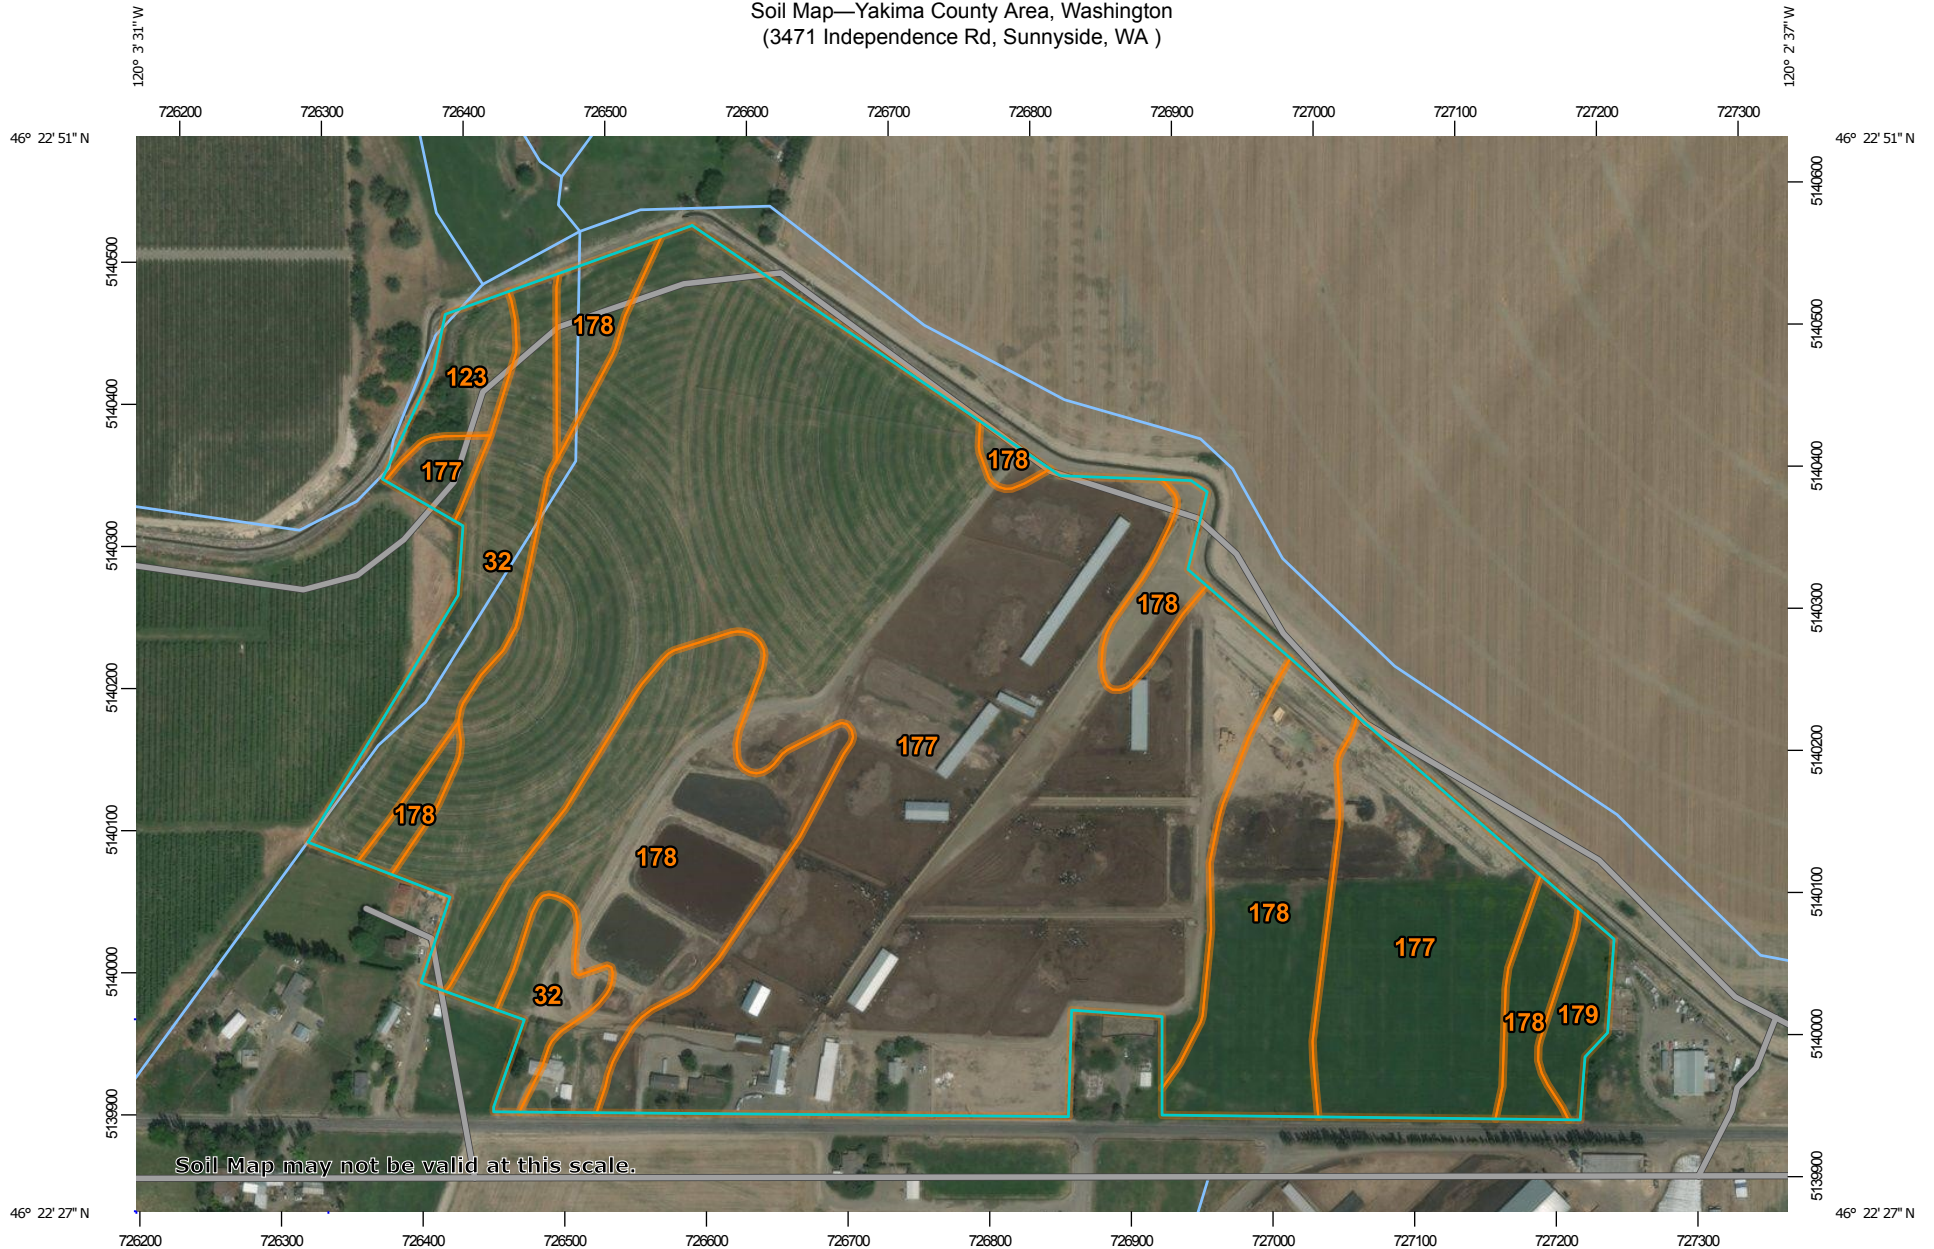 Soil Map—Yakima County Area, Washington
(3471 Independence Rd, Sunnyside, WA )
120° 3' 31" W
120° 2' 37" W
726200 726300 726400 726500 726600 726700 726800 726900 727000 727100 727200 727300
46° 22' 51" N
46° 22' 51" N
5140600
5140500
5140500
178
123
5140400
178
177
5140400
5140300
32
178
5140300
5140200
177
5140200
5140100
178
178
5140100
178
177
5140000
32
178
179
5140000
5139900
Soil Map may not be valid at this scale.
5139900
46° 22' 27" N
46° 22' 27" N
726200 726300 726400 726500 726600 726700 726800 726900 727000 727100 727200 727300